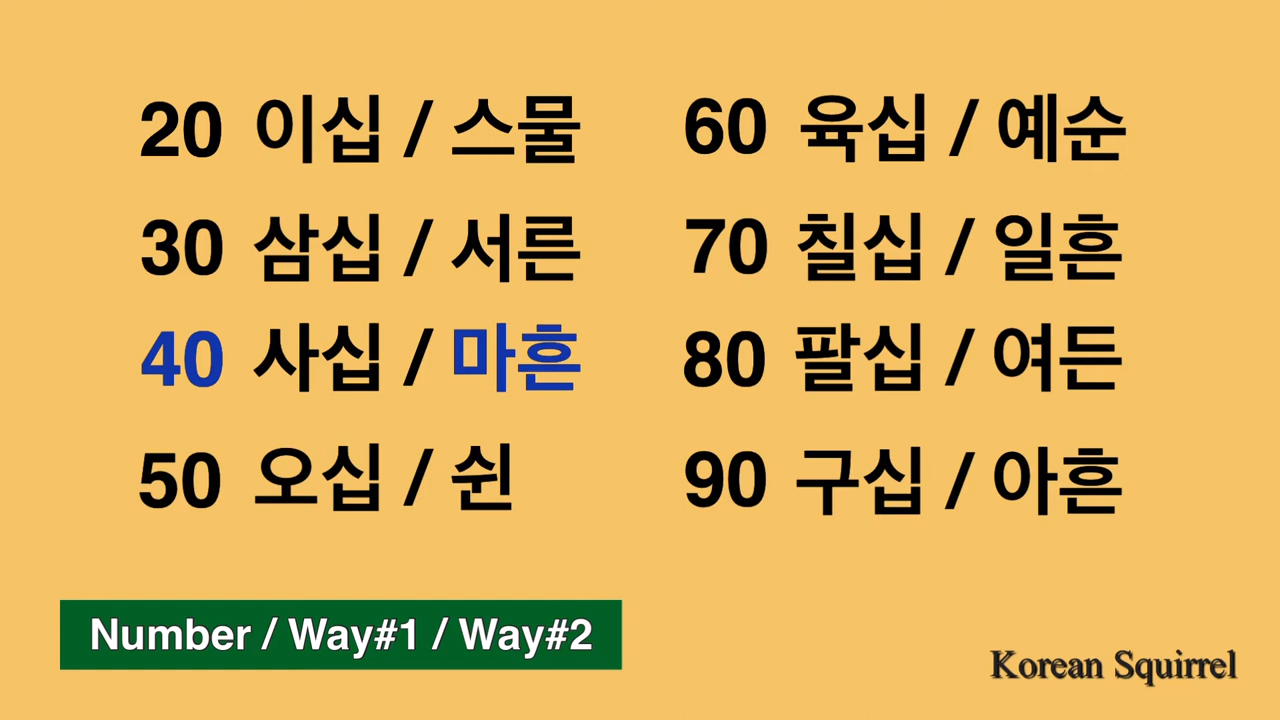 20 이십 / 스물
30 삼십 / 서른
40 사십 / 마흔
50 오십 / 쉰
60 육십 / 예순
70 칠십 / 일흔
80 팔십 / 여든
90 구십 / 아흔
Number / Way#1 / Way#2
Korean Squirrel